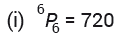 (i) ⁶P₆ = 720